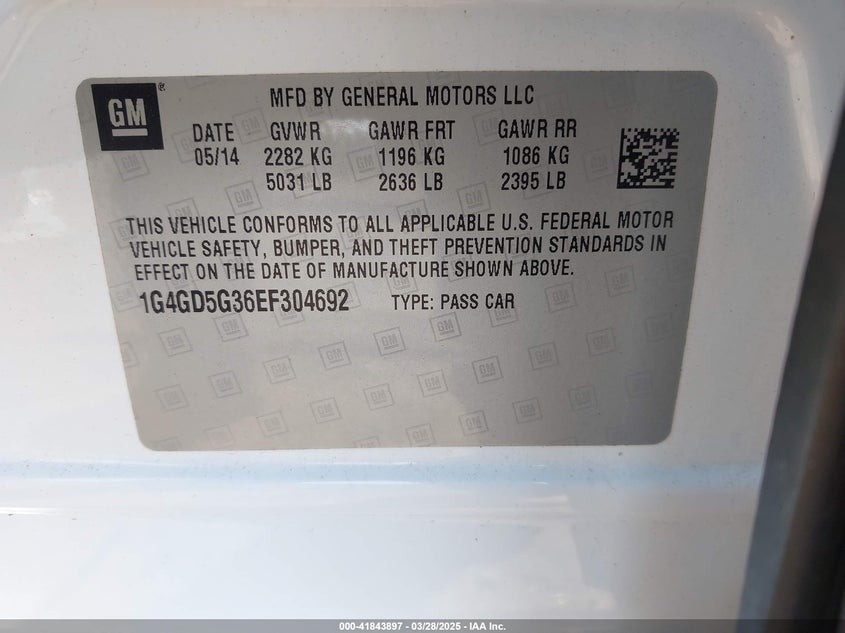 GM ®
MFD BY GENERAL MOTORS LLC
DATE GVWR GAWR FRT GAWR RR
05/14 2282 KG 1196 KG 1086 KG
5031 LB 2636 LB 2395 LB
THIS VEHICLE CONFORMS TO ALL APPLICABLE U.S. FEDERAL MOTOR
VEHICLE SAFETY, BUMPER, AND THEFT PREVENTION STANDARDS IN
EFFECT ON THE DATE OF MANUFACTURE SHOWN ABOVE.
1G4GD5G36EF304692 TYPE: PASS CAR
000-41843897 - 03/28/2025 - IAA Inc.